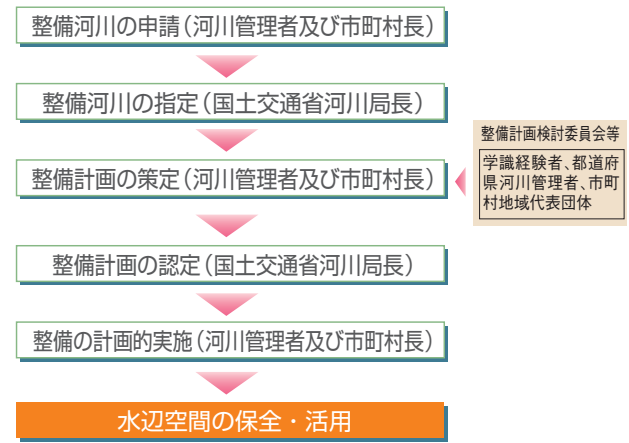 整備河川の申請（河川管理者及び市町村長）
整備河川の指定（国土交通省河川局長）
整備計画の策定（河川管理者及び市町村長）
整備計画検討委員会等
学識経験者、都道府
県河川管理者、市町
村地域代表団体
整備計画の認定（国土交通省河川局長）
整備の計画的実施（河川管理者及び市町村長）
水辺空間の保全・活用